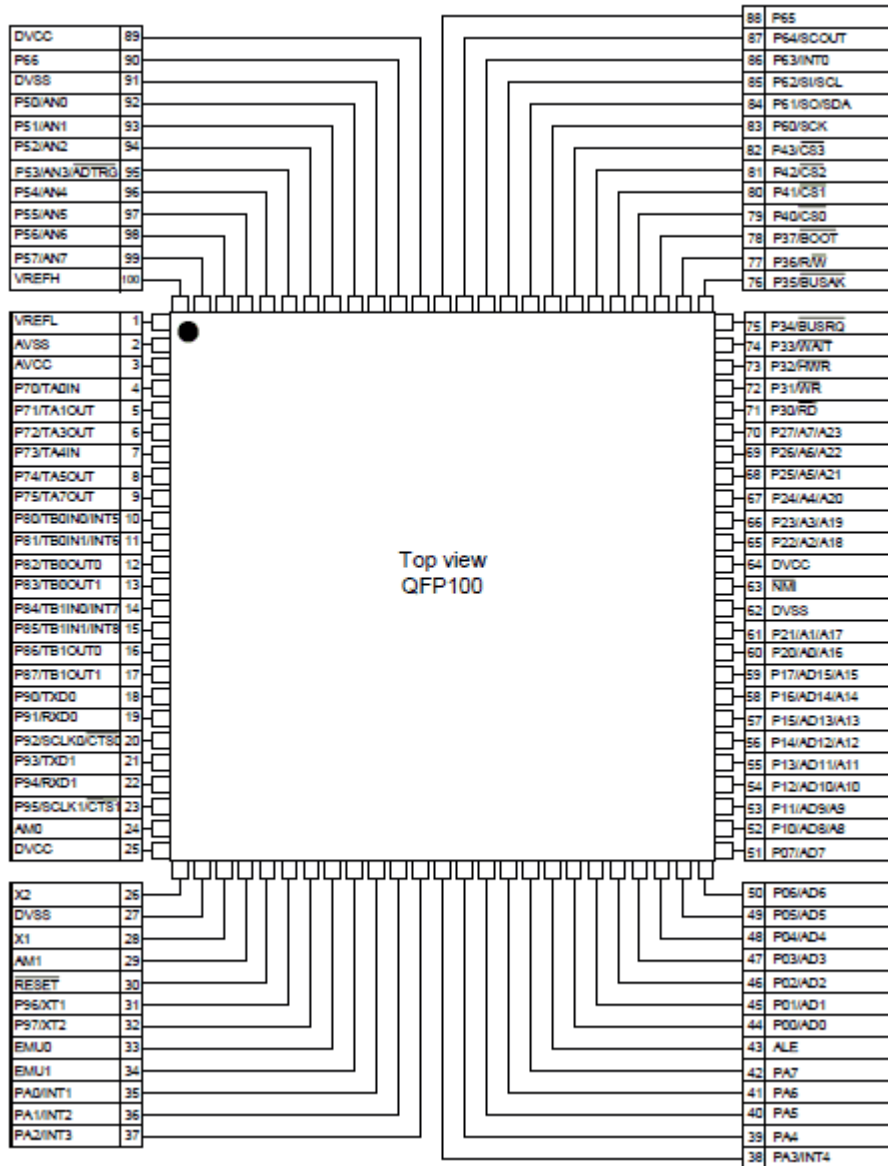 DVCC 89
P66 90
DVSS 91
P50/AN0 92
P51/AN1 93
P52/AN2 94
P53/AN3/ADTRG 95
P54/AN4 96
P55/AN5 97
P56/AN6 98
P57/AN7 99
VREFH 100
88 P65
87 P64/SCOUT
86 P63/INT0
85 P62/SI/SCL
84 P61/SO/SDA
83 P60/SCK
82 P43/CS3
81 P42/CS2
80 P41/CS1
79 P40/CS0
78 P37/BOOT
77 P36/R/W
76 P35/BUSAK
VREFL 1
AVSS 2
AVCC 3
P70/TA0IN 4
P71/TA1OUT 5
P72/TA3OUT 6
P73/TA4IN 7
P74/TA5OUT 8
P75/TA7OUT 9
P80/TB0IN0/INT5 10
P81/TB0IN1/INT6 11
P82/TB0OUT0 12
P83/TB0OUT1 13
P84/TB1IN0/INT7 14
P85/TB1IN1/INT8 15
P86/TB1OUT0 16
P87/TB1OUT1 17
P90/TXD0 18
P91/RXD0 19
P92/SCLK0/CTS0 20
P93/TXD1 21
P94/RXD1 22
P95/SCLK1/CTS1 23
AM0 24
DVCC 25
Top view
QFP100
75 P34/BUSRQ
74 P33/WAIT
73 P32/HWR
72 P31/WR
71 P30/RD
70 P27/A7/A23
69 P26/A6/A22
68 P25/A5/A21
67 P24/A4/A20
66 P23/A3/A19
65 P22/A2/A18
64 DVCC
63 NMI
62 DVSS
61 P21/A1/A17
60 P20/A0/A16
59 P17/AD15/A15
58 P16/AD14/A14
57 P15/AD13/A13
56 P14/AD12/A12
55 P13/AD11/A11
54 P12/AD10/A10
53 P11/AD9/A9
52 P10/AD8/A8
51 P07/AD7
X2 26
DVSS 27
X1 28
AM1 29
RESET 30
P96/XT1 31
P97/XT2 32
EMU0 33
EMU1 34
PA0/INT1 35
PA1/INT2 36
PA2/INT3 37
50 P06/AD6
49 P05/AD5
48 P04/AD4
47 P03/AD3
46 P02/AD2
45 P01/AD1
44 P00/AD0
43 ALE
42 PA7
41 PA6
40 PA5
39 PA4
38 PA3/INT4